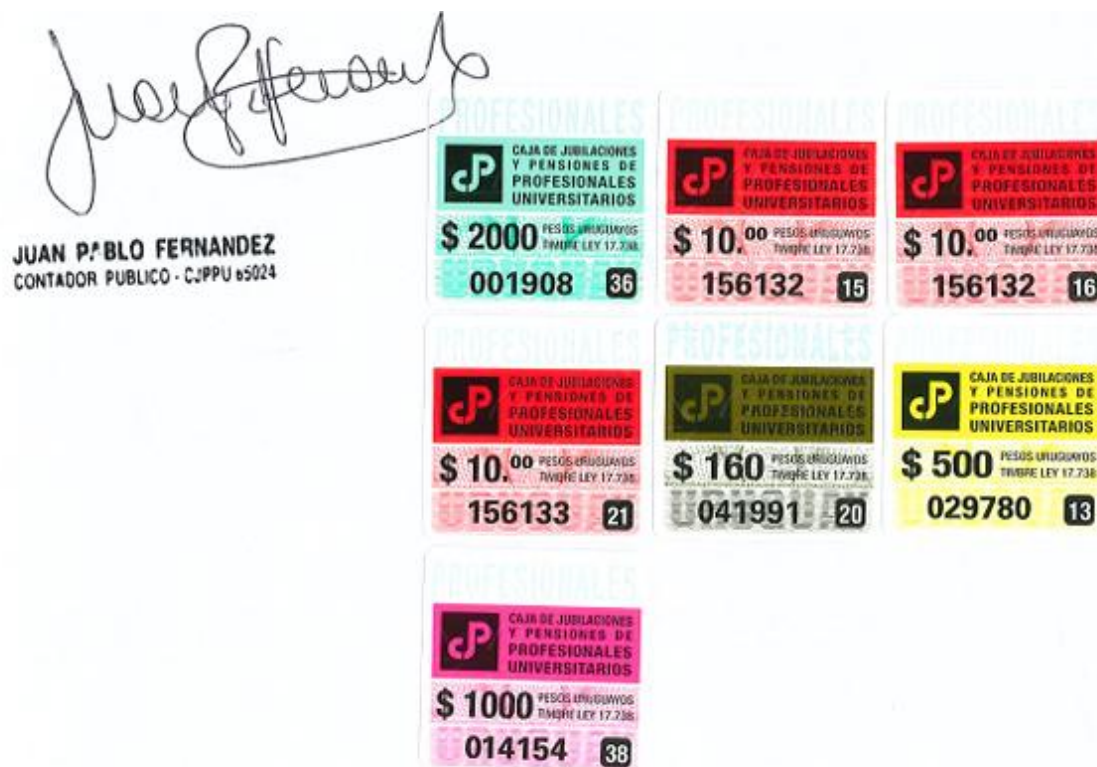 JUAN PABLO FERNANDEZ
CONTADOR PUBLICO - CJPPU 65024
PROFESIONALES
CAJA DE JUBILACIONES
Y PENSIONES DE
PROFESIONALES
UNIVERSITARIOS
$ 2000 PESOS URUGUAYOS
TIMBRE LEY 17.738
001908 36
PROFESIONALES
CAJA DE JUBILACIONES
Y PENSIONES DE
PROFESIONALES
UNIVERSITARIOS
$ 10.00 PESOS URUGUAYOS
TIMBRE LEY 17.738
156132 15
PROFESIONALES
CAJA DE JUBILACIONES
Y PENSIONES DE
PROFESIONALES
UNIVERSITARIOS
$ 10.00 PESOS URUGUAYOS
TIMBRE LEY 17.738
156132 16
PROFESIONALES
CAJA DE JUBILACIONES
Y PENSIONES DE
PROFESIONALES
UNIVERSITARIOS
$ 10.00 PESOS URUGUAYOS
TIMBRE LEY 17.738
156133 21
PROFESIONALES
CAJA DE JUBILACIONES
Y PENSIONES DE
PROFESIONALES
UNIVERSITARIOS
$ 160 PESOS URUGUAYOS
TIMBRE LEY 17.738
URUGUAY
041991 20
PROFESIONALES
CAJA DE JUBILACIONES
Y PENSIONES DE
PROFESIONALES
UNIVERSITARIOS
$ 500 PESOS URUGUAYOS
TIMBRE LEY 17.738
029780 13
PROFESIONALES
CAJA DE JUBILACIONES
Y PENSIONES DE
PROFESIONALES
UNIVERSITARIOS
$ 1000 PESOS URUGUAYOS
TIMBRE LEY 17.738
014154 38